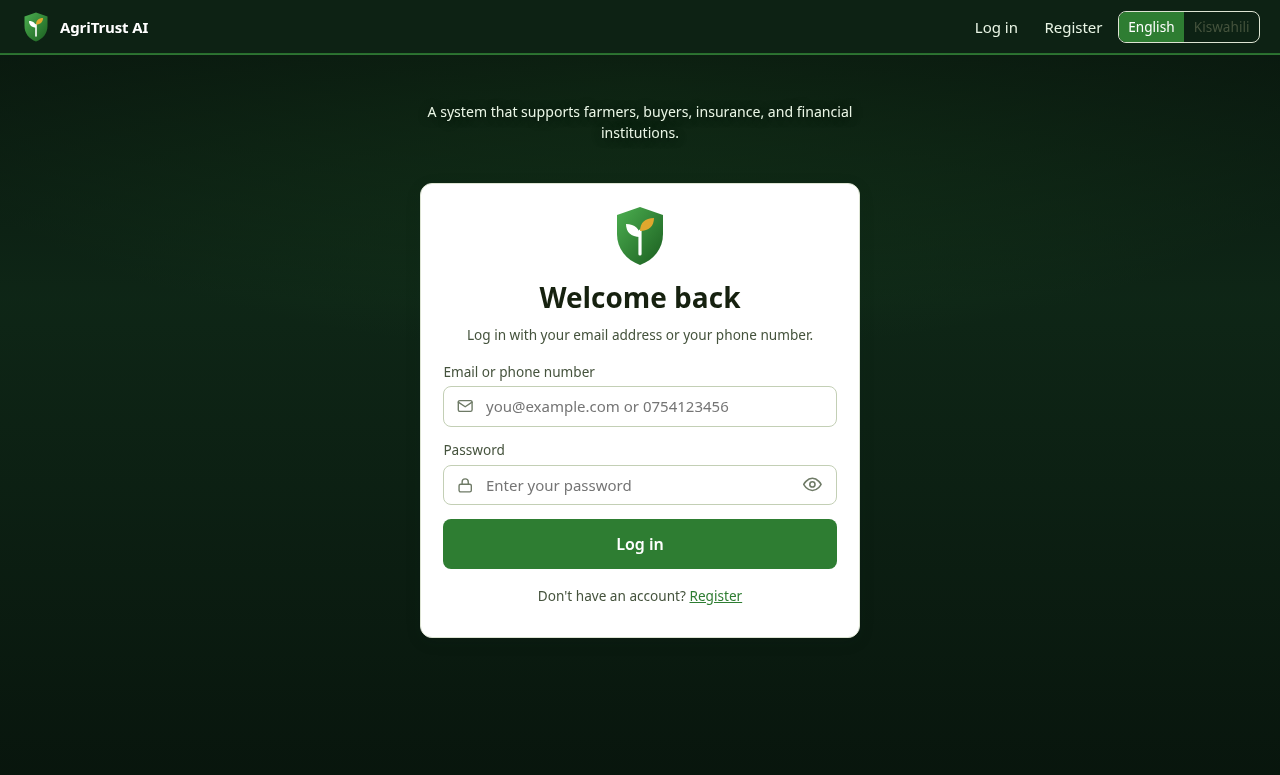 AgriTrust AI
Log in
Register
English
Kiswahili
A system that supports farmers, buyers, insurance, and financial
institutions.
Welcome back
Log in with your email address or your phone number.
Email or phone number
you@example.com or 0754123456
Password
Enter your password
Log in
Don't have an account? Register